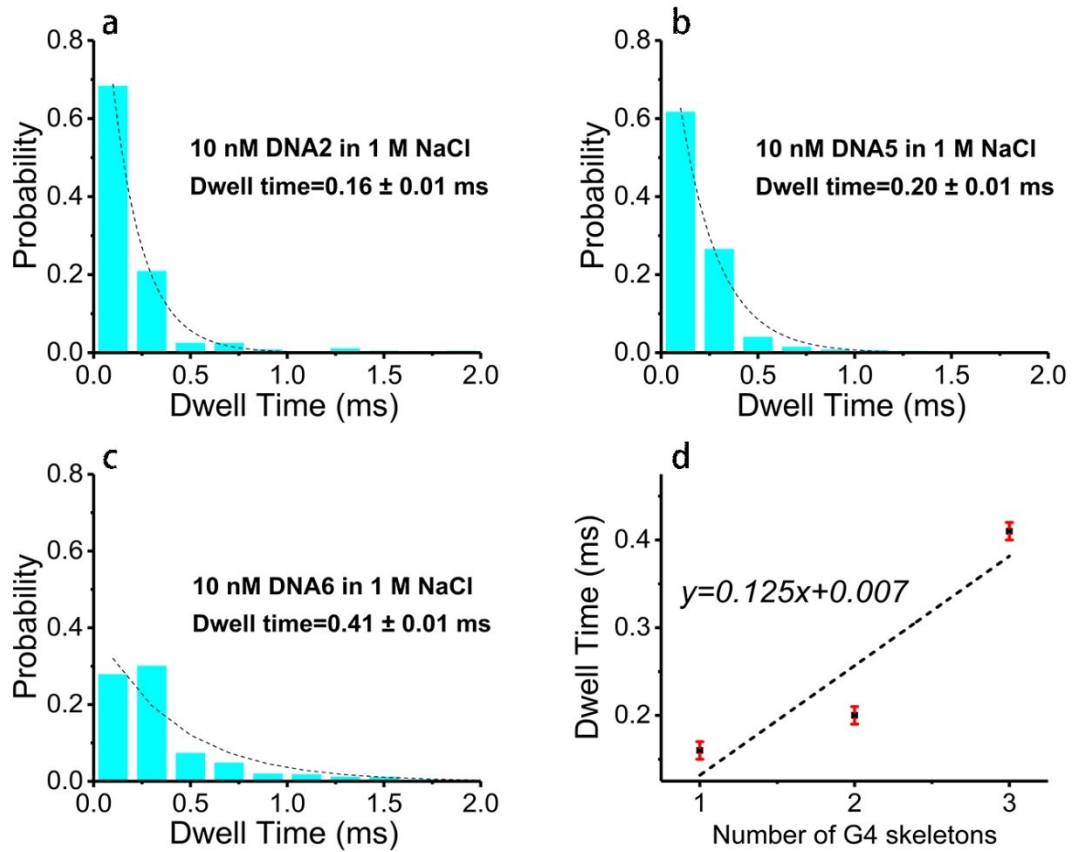 a
0.8
0.6
0.4
0.2
0.0
Probability
10 nM DNA2 in 1 M NaCl
Dwell time=0.16 ± 0.01 ms
0.0 0.5 1.0 1.5 2.0
Dwell Time (ms)
b
0.8
0.6
0.4
0.2
0.0
Probability
10 nM DNA5 in 1 M NaCl
Dwell time=0.20 ± 0.01 ms
0.0 0.5 1.0 1.5 2.0
Dwell Time (ms)
c
0.8
0.6
0.4
0.2
0.0
Probability
10 nM DNA6 in 1 M NaCl
Dwell time=0.41 ± 0.01 ms
0.0 0.5 1.0 1.5 2.0
Dwell Time (ms)
d
0.4
0.3
0.2
Dwell Time (ms)
y=0.125x+0.007
1 2 3
Number of G4 skeletons